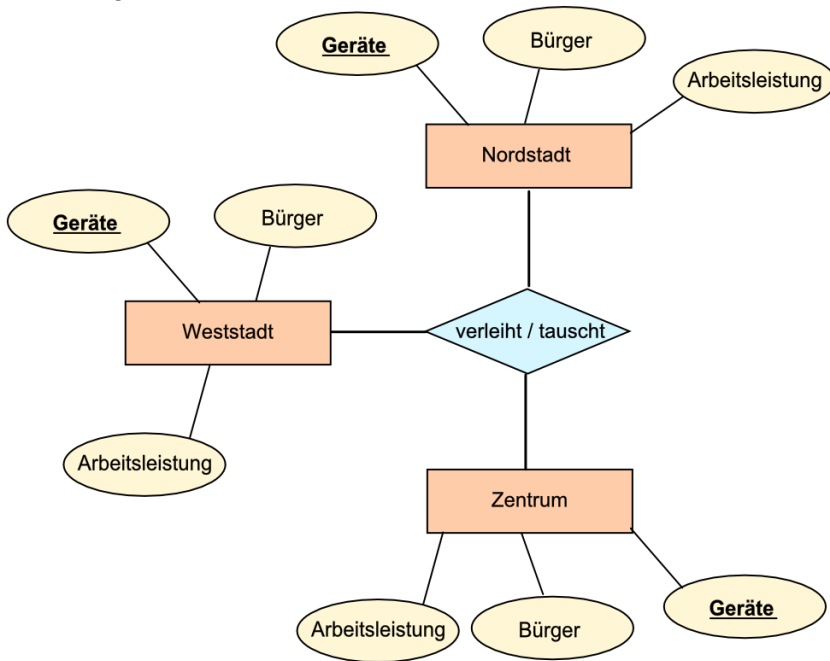 Geräte
Bürger
Arbeitsleistung
Nordstadt
Geräte
Bürger
Weststadt
verleiht / tauscht
Arbeitsleistung
Zentrum
Arbeitsleistung
Bürger
Geräte